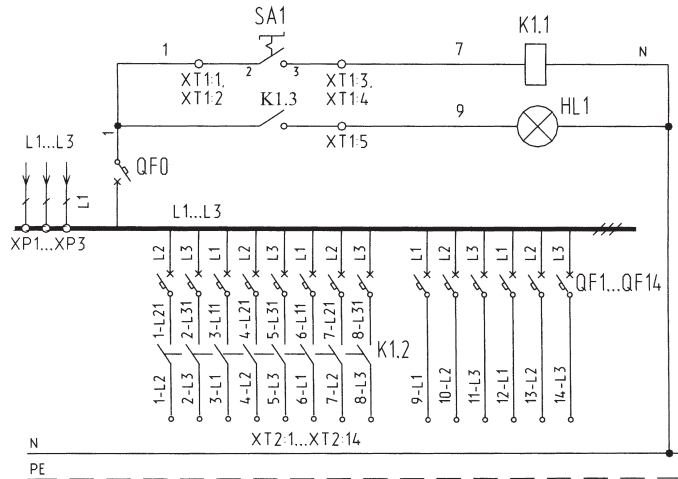 SA1
K1.1
1
2
3
7
N
XT1:1,
XT1:2
XT1:3,
XT1:4
K1.3
9
HL1
XT1:5
1
L1...L3
QF0
L1
L1...L3
XP1...XP3
L2 L3 L1 L2 L3 L1 L2 L3 L1 L2 L3 L1 L2 L3
QF1...QF14
1-L21 2-L31 3-L11 4-L21 5-L31 6-L11 7-L21 8-L31
K1.2
1-L2 2-L3 3-L1 4-L2 5-L3 6-L1 7-L2 8-L3 9-L1 10-L2 11-L3 12-L1 13-L2 14-L3
XT2:1...XT2:14
N
PE